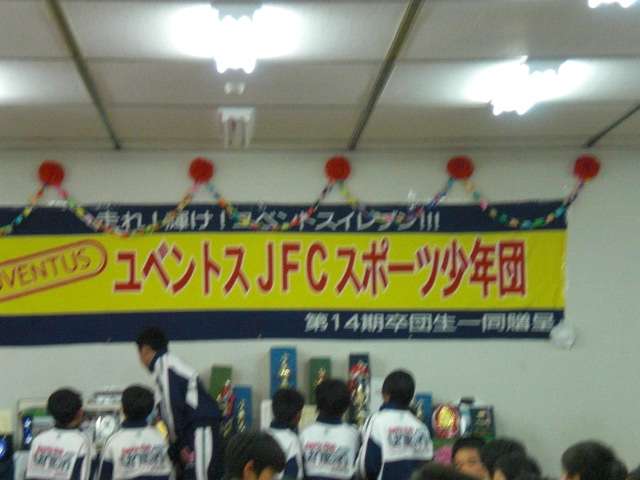 走れ！輝け！ユベントスイレブン!!!
JUVENTUS
ユベントスJFCスポーツ少年団
第14期卒団生一同贈呈